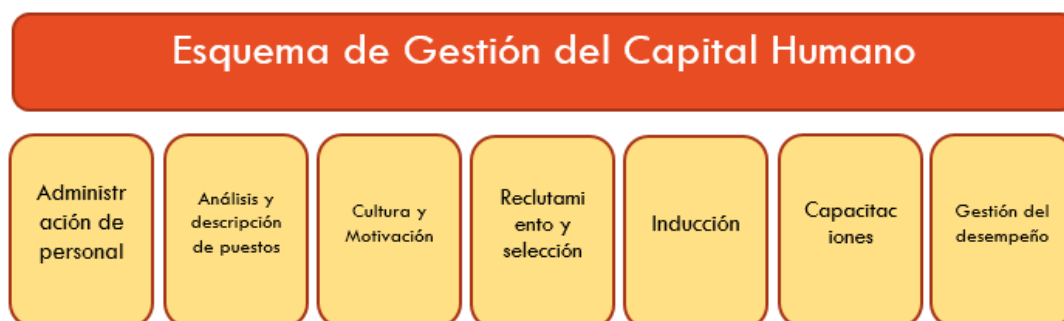 Esquema de Gestión del Capital Humano
Administr
ación de
personal
Análisis y
descripción
de puestos
Cultura y
Motivación
Reclutami
ento y
selección
Inducción
Capacitac
iones
Gestión del
desempeño